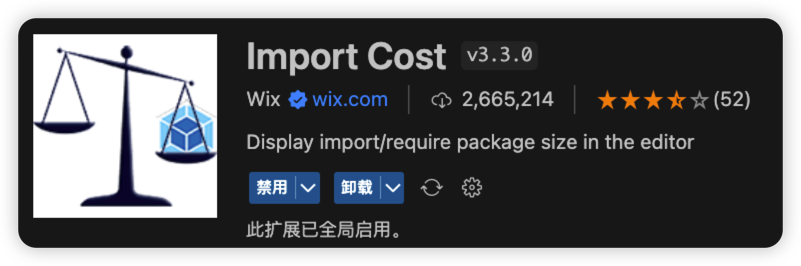 Import Cost v3.3.0
Wix wix.com 2,665,214 (52)
Display import/require package size in the editor
禁用 卸载
此扩展已全局启用。